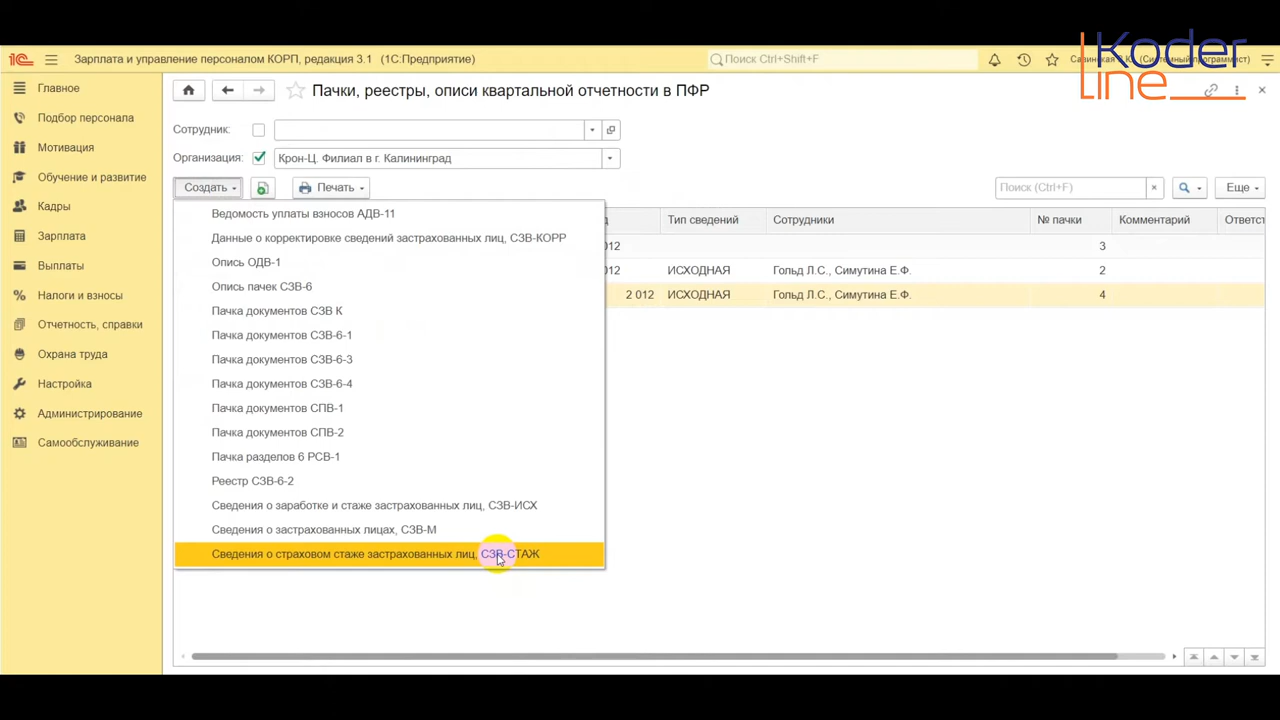 Koder
Line
1С Зарплата и управление персоналом КОРП, редакция 3.1 (1С:Предприятие)
Поиск Ctrl+Shift+F
(Системный программист)
Главное
Подбор персонала
Мотивация
Обучение и развитие
Кадры
Зарплата
Выплаты
Налоги и взносы
Отчетность, справки
Охрана труда
Настройка
Администрирование
Самообслуживание
Пачки, реестры, описи квартальной отчетности в ПФР
Сотрудник:
Организация: Крон-Ц. Филиал в г. Калининград
Создать Печать Поиск (Ctrl+F) × Еще
Тип сведений Сотрудники № пачки Комментарий Ответст
012 3
012 ИСХОДНАЯ Гольд Л.С., Симутина Е.Ф. 2
2 012 ИСХОДНАЯ Гольд Л.С., Симутина Е.Ф. 4
Ведомость уплаты взносов АДВ-11
Данные о корректировке сведений застрахованных лиц, СЗВ-КОРР
Опись ОДВ-1
Опись пачек СЗВ-6
Пачка документов СЗВ К
Пачка документов СЗВ-6-1
Пачка документов СЗВ-6-3
Пачка документов СЗВ-6-4
Пачка документов СПВ-1
Пачка документов СПВ-2
Пачка разделов 6 РСВ-1
Реестр СЗВ-6-2
Сведения о заработке и стаже застрахованных лиц, СЗВ-ИСХ
Сведения о застрахованных лицах, СЗВ-М
Сведения о страховом стаже застрахованных лиц, СЗВ-СТАЖ